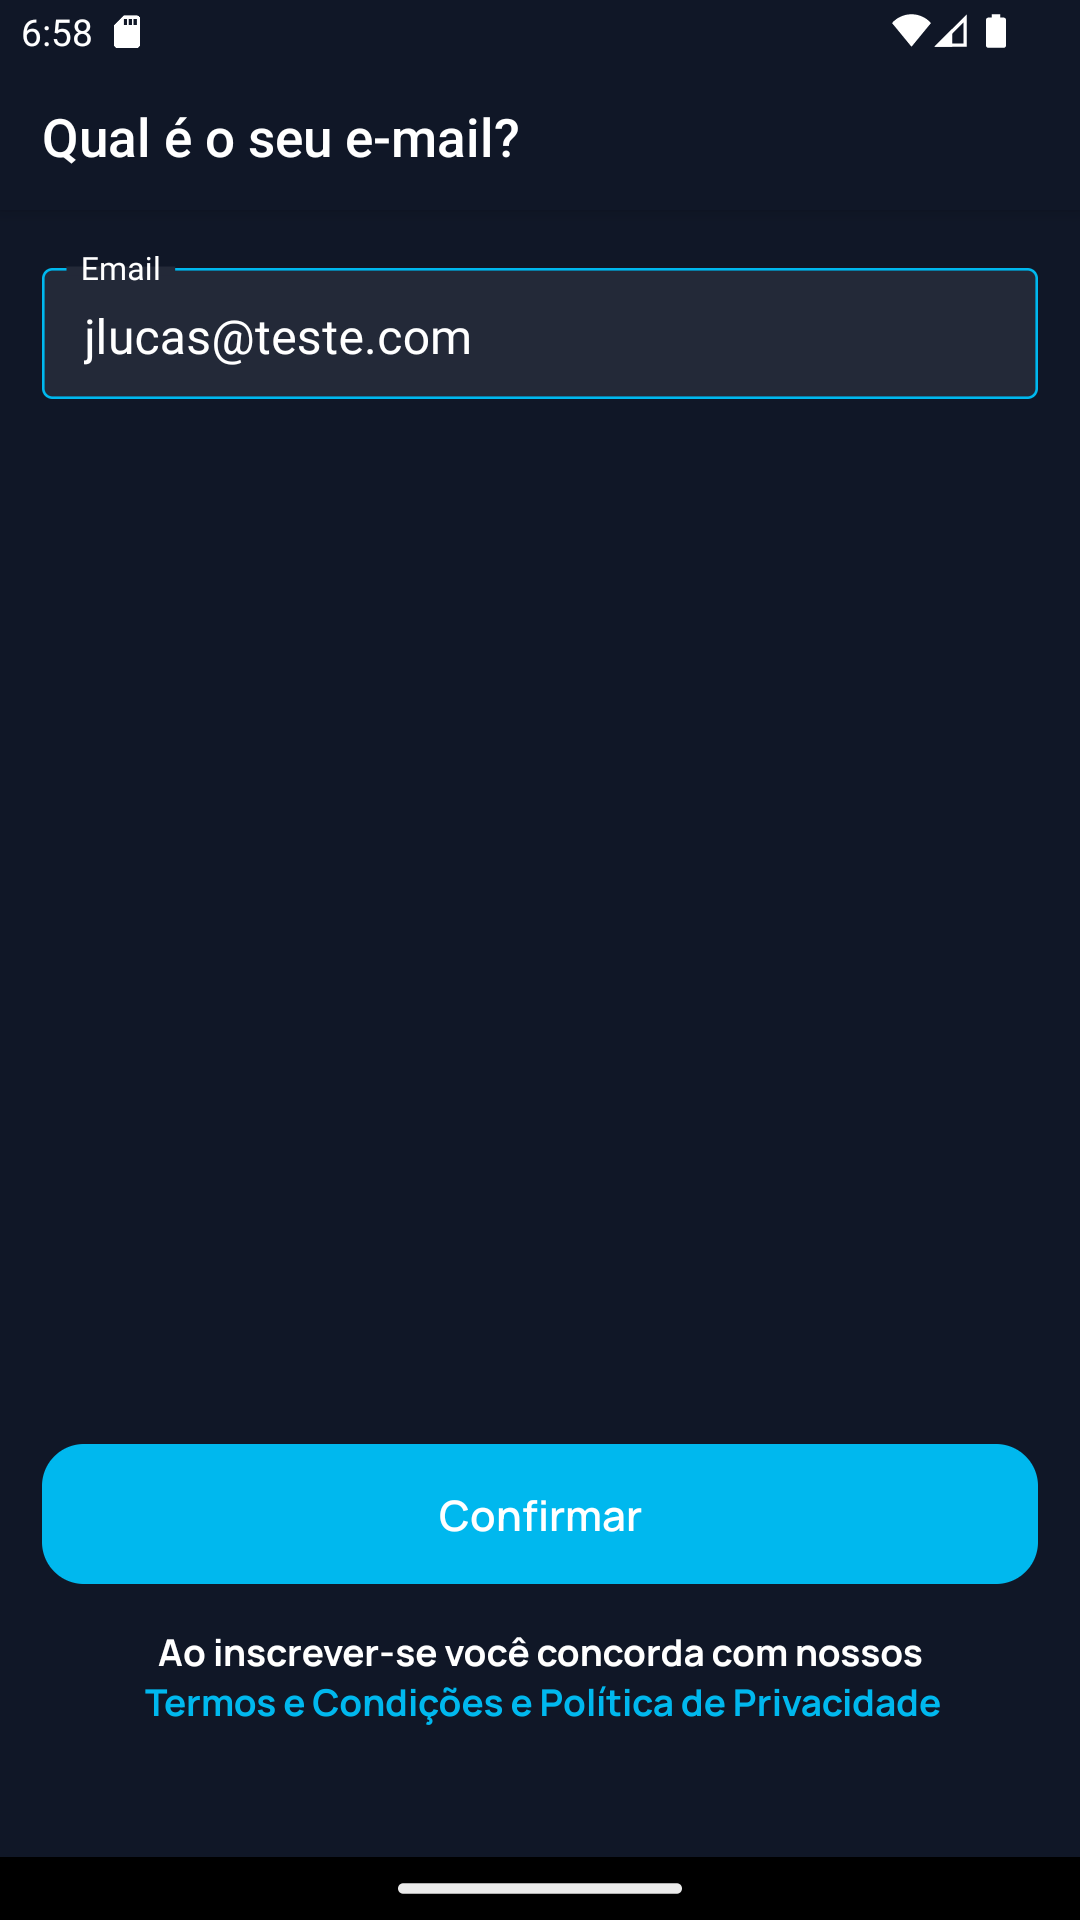 6:58
Qual é o seu e-mail?
Email
jlucas@teste.com
Confirmar
Ao inscrever-se você concorda com nossos
Termos e Condições e Política de Privacidade